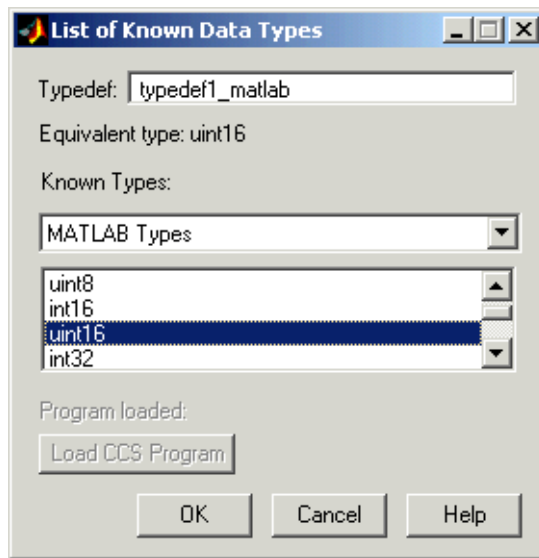 List of Known Data Types
Typedef: typedef1_matlab
Equivalent type: uint16
Known Types:
MATLAB Types
uint8
int16
uint16
int32
Program loaded:
Load CCS Program
OK Cancel Help